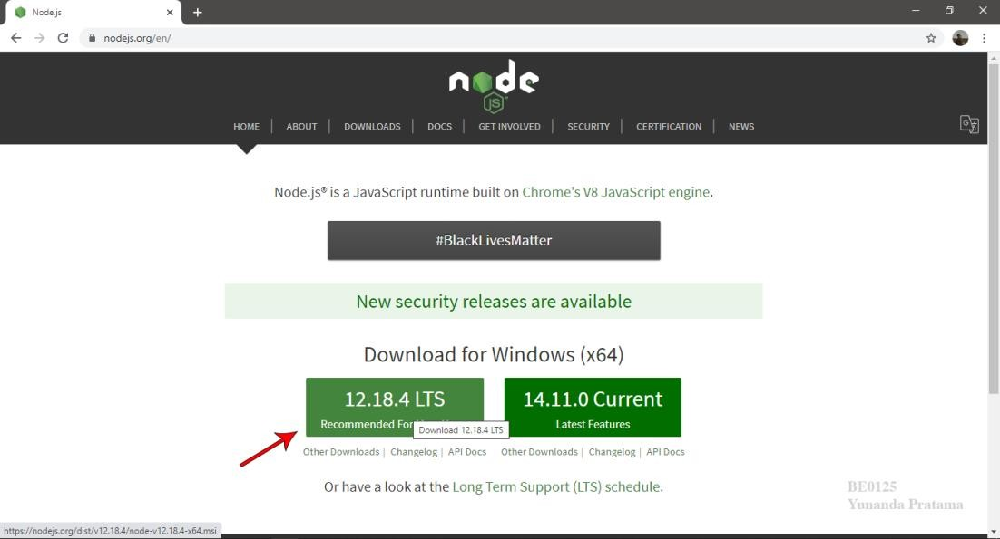 Node.js
nodejs.org/en/
node
JS
HOME | ABOUT | DOWNLOADS | DOCS | GET INVOLVED | SECURITY | CERTIFICATION | NEWS
Node.js® is a JavaScript runtime built on Chrome's V8 JavaScript engine.
#BlackLivesMatter
New security releases are available
Download for Windows (x64)
12.18.4 LTS
Recommended For
Download 12.18.4 LTS
14.11.0 Current
Latest Features
Other Downloads | Changelog | API Docs
Other Downloads | Changelog | API Docs
Or have a look at the Long Term Support (LTS) schedule.
BE0125
Yunanda Pratama
https://nodejs.org/dist/v12.18.4/node-v12.18.4-x64.msi